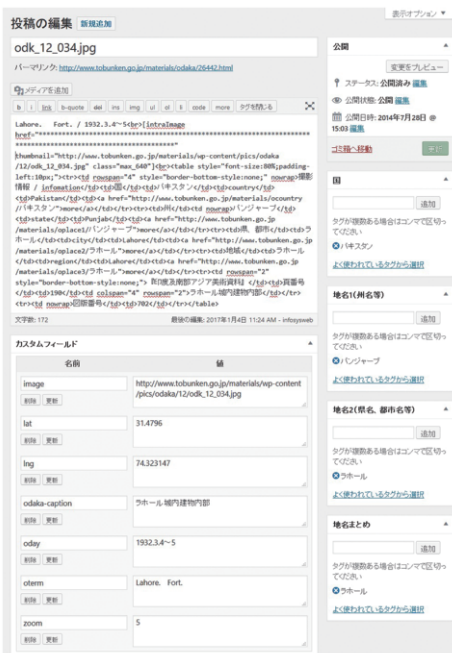 表示オプション ▼
投稿の編集 新規追加
odk_12_034.jpg
パーマリンク: http://www.tobunken.go.jp/materials/odaka/26442.html
メディアを追加
b i link b-quote del ins img ul ol li code more タグを閉じる
Lahore.　Fort. / 1932.3.4～5<br>[intraImage
href="**********************************************
****************************************"
thumbnail="http://www.tobunken.go.jp/materials/wp-content/pics/odaka
/12/odk_12_034.jpg" class="max_640"]<br><table style="font-size:80%;padding-
left:10px;"><tr><td rowspan="4" style="border-bottom-style:none;" nowrap>撮影
情報 / infomation</td><td>国</td><td>パキスタン</td><td>country</td>
<td>Pakistan</td><td><a href="http://www.tobunken.go.jp/materials/ocountry
/パキスタン">more</a></td></tr><tr><td>州</td><td nowrap>パンジャーブ</td>
<td>state</td><td>Punjab</td><td><a href="http://www.tobunken.go.jp
/materials/oplace1/パンジャーブ">more</a></td></tr><tr><td>県、都市</td><td>ラ
ホール</td><td>city</td><td>Lahore</td><td><a href="http://www.tobunken.go.jp
/materials/oplace2/ラホール">more</a></td></tr><tr><td>地域</td><td>ラホール
</td><td>region</td><td>Lahore</td><td><a href="http://www.tobunken.go.jp
/materials/oplace3/ラホール">more</a></td></tr><tr><td rowspan="2"
style="border-bottom-style:none;">『印度及南部アジア美術資料』</td><td>頁番号
</td><td>190</td><td colspan="4" rowspan="2">ラホール城内建物内部</td></tr>
<tr><td nowrap>図版番号</td><td>702</td></tr></table>
文字数: 172 最後の編集: 2017年1月4日 11:24 AM - infosysweb
カスタムフィールド
名前 値
image http://www.tobunken.go.jp/materials/wp-content
/pics/odaka/12/odk_12_034.jpg
削除 更新
lat 31.4796
削除 更新
lng 74.323147
削除 更新
odaka-caption ラホール城内建物内部
削除 更新
oday 1932.3.4～5
削除 更新
oterm Lahore.　Fort.
削除 更新
zoom 5
削除 更新
公開
変更をプレビュー
ステータス: 公開済み 編集
公開状態: 公開 編集
公開日時: 2014年7月28日 @
15:03 編集
ゴミ箱へ移動 更新
国
追加
タグが複数ある場合はコンマで区切っ
てください
パキスタン
よく使われているタグから選択
地名1(州名等)
追加
タグが複数ある場合はコンマで区切っ
てください
パンジャーブ
よく使われているタグから選択
地名2(県名、都市名等)
追加
タグが複数ある場合はコンマで区切っ
てください
ラホール
よく使われているタグから選択
地名まとめ
追加
タグが複数ある場合はコンマで区切っ
てください
ラホール
よく使われているタグから選択